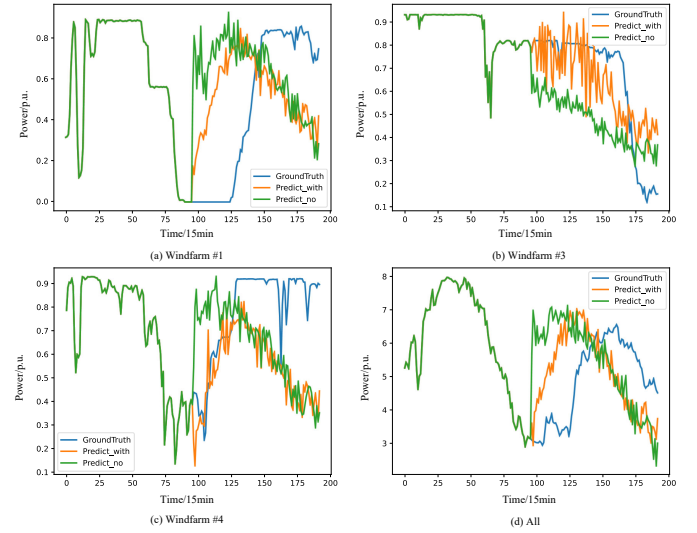 Power/p.u.
0.8
0.6
0.4
0.2
0.0
GroundTruth
Predict_with
Predict_no
0 25 50 75 100 125 150 175 200
Time/15min
(a) Windfarm #1
Power/p.u.
0.9
0.8
0.7
0.6
0.5
0.4
0.3
0.2
0.1
GroundTruth
Predict_with
Predict_no
0 25 50 75 100 125 150 175 200
Time/15min
(b) Windfarm #3
Power/p.u.
0.9
0.8
0.7
0.6
0.5
0.4
0.3
0.2
0.1
GroundTruth
Predict_with
Predict_no
0 25 50 75 100 125 150 175 200
Time/15min
(c) Windfarm #4
Power/p.u.
8
7
6
5
4
3
GroundTruth
Predict_with
Predict_no
0 25 50 75 100 125 150 175 200
Time/15min
(d) All